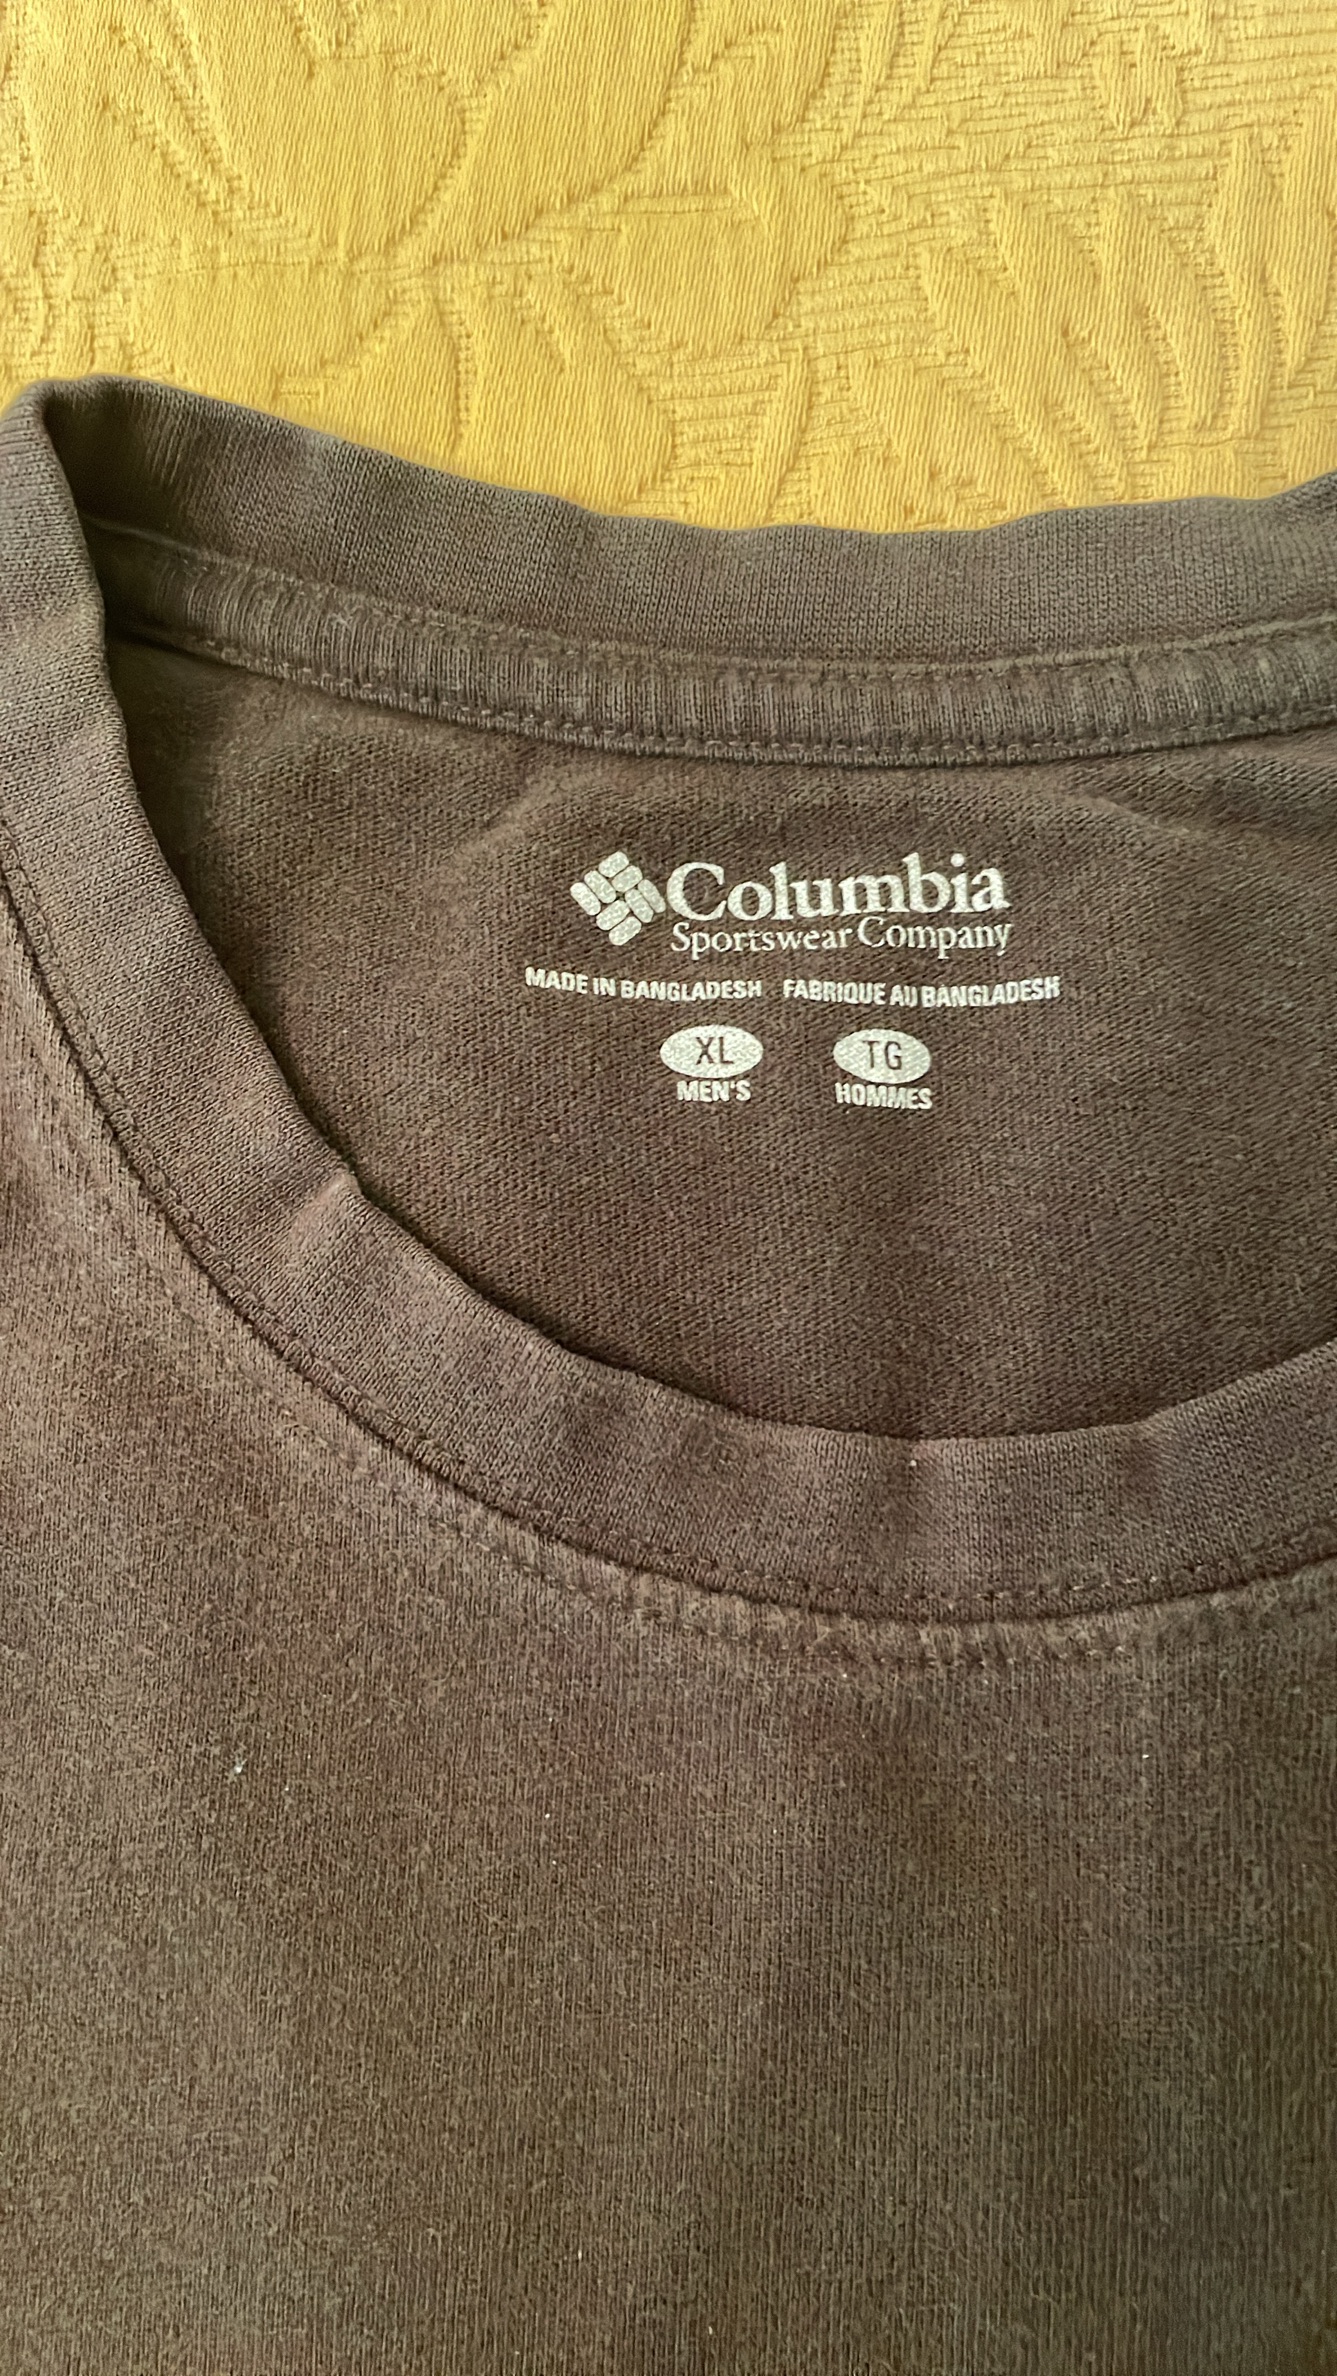 Columbia
Sportswear Company
MADE IN BANGLADESH FABRIQUE AU BANGLADESH
XL TG
MEN'S HOMMES